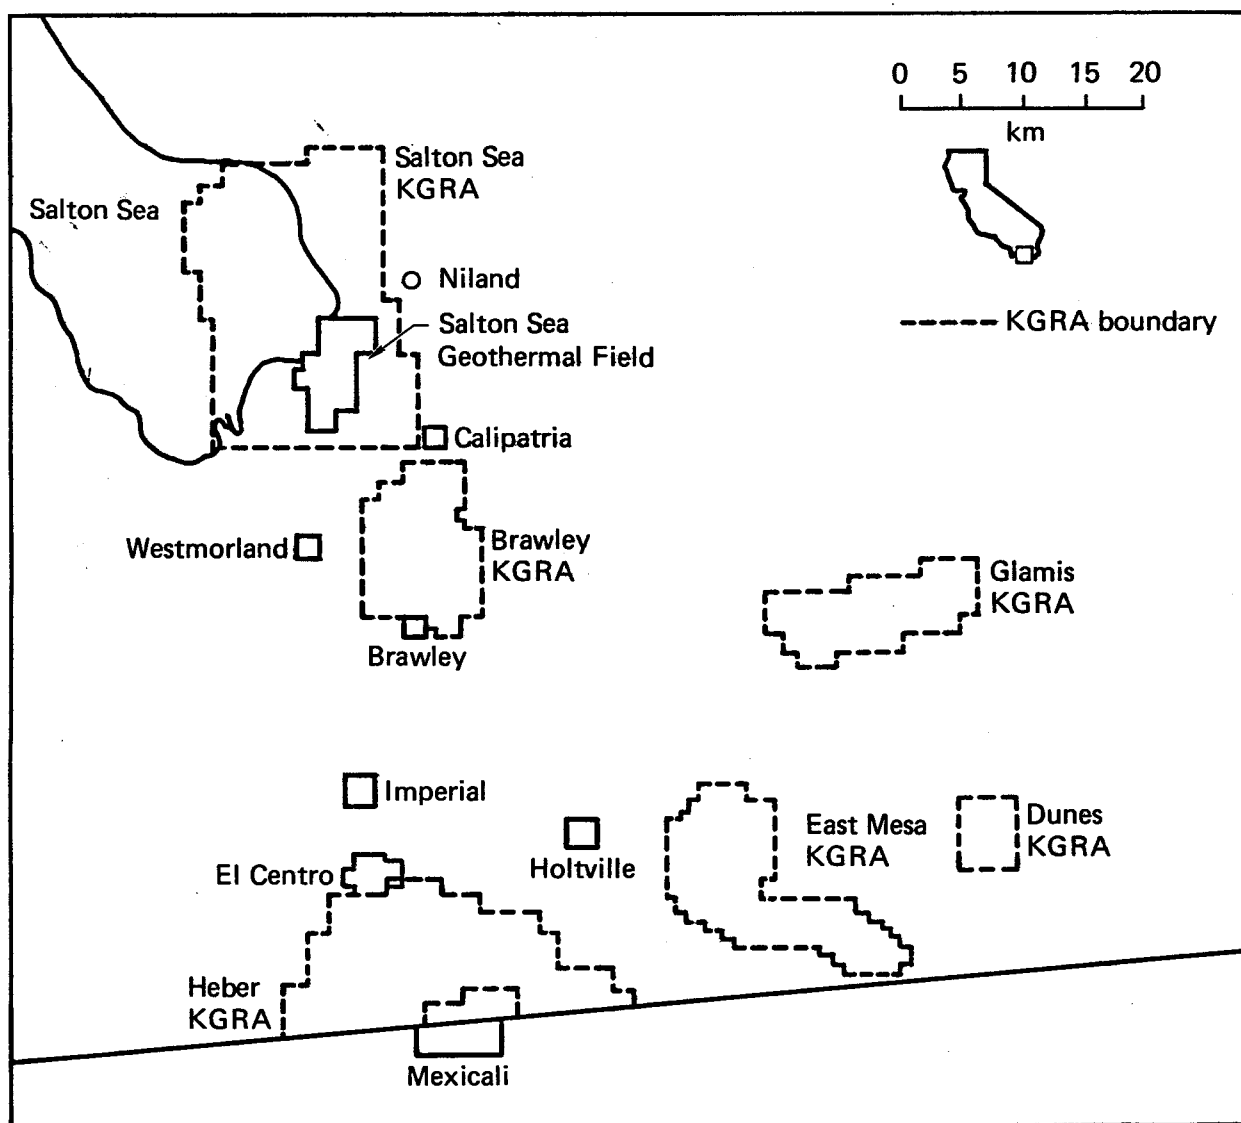 0 5 10 15 20
km
Salton Sea
KGRA
Salton Sea
Niland
KGRA boundary
Salton Sea
Geothermal Field
Calipatria
Westmorland
Brawley
KGRA
Glamis
KGRA
Brawley
Imperial
East Mesa
KGRA
Dunes
KGRA
Holtville
El Centro
Heber
KGRA
Mexicali